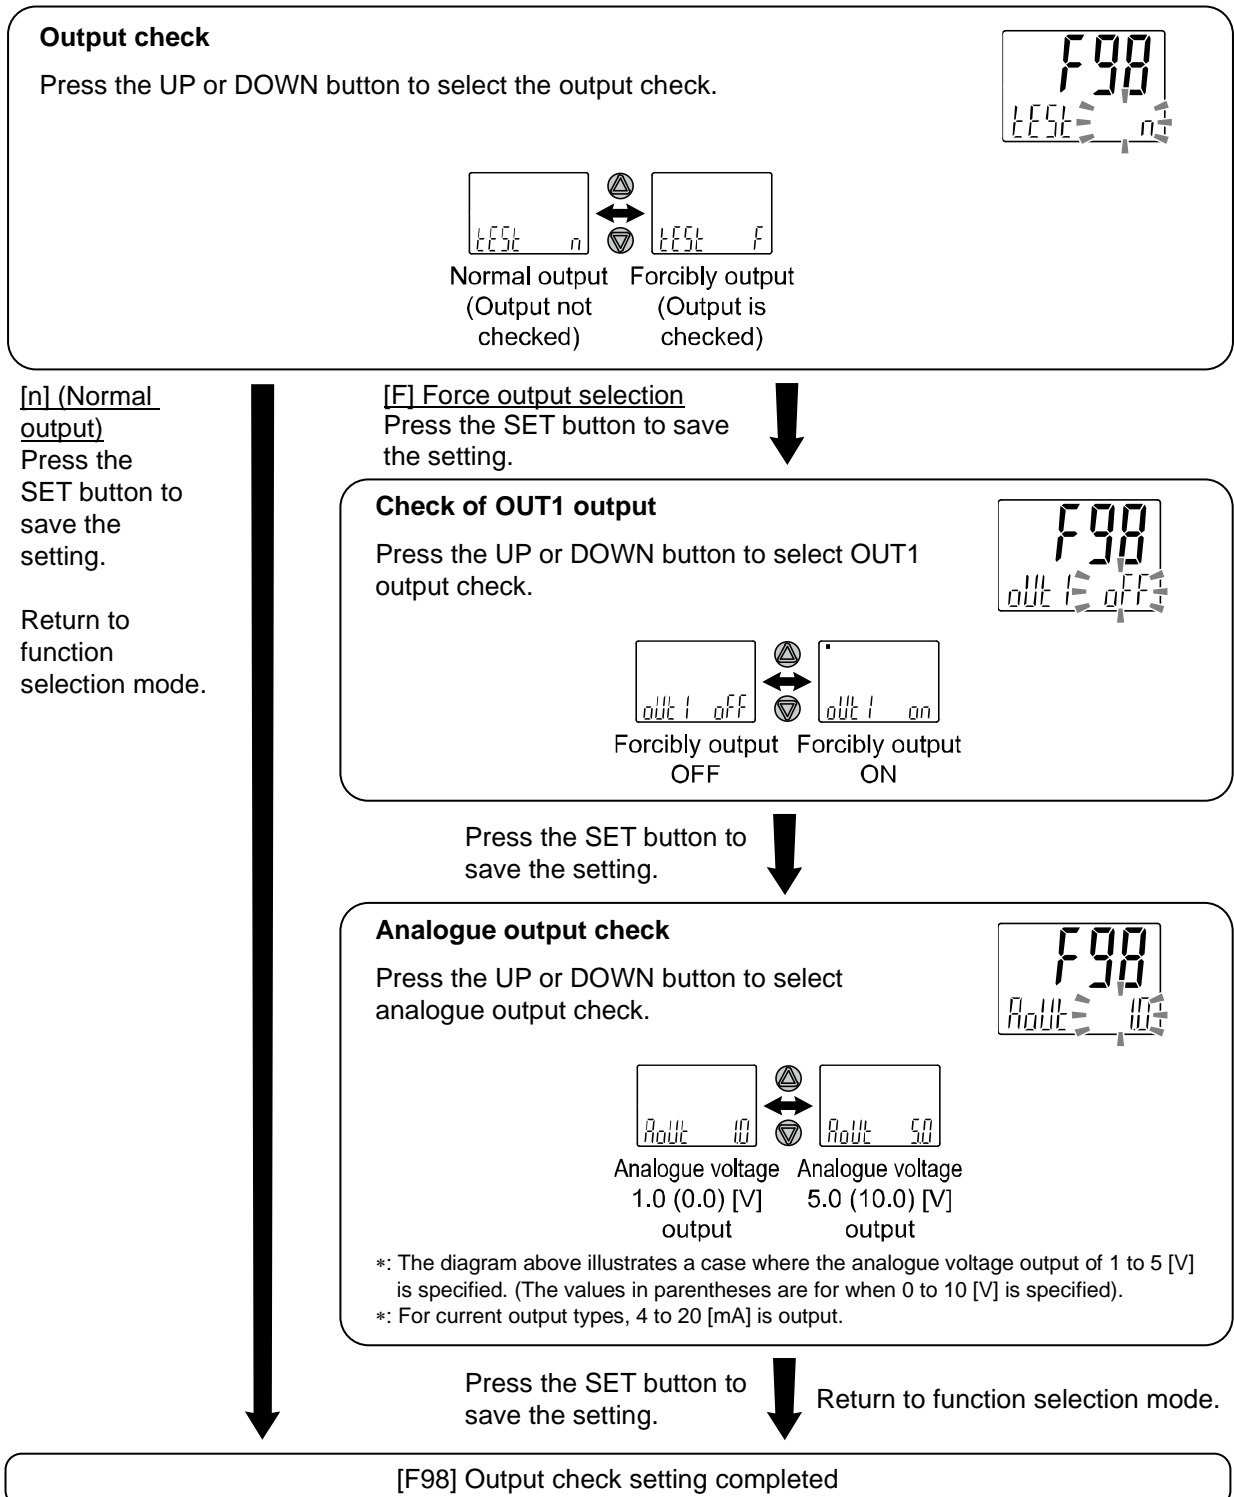 Output check
Press the UP or DOWN button to select the output check.
F98
tESt n
tESt n
tESt F
Normal output
(Output not
checked)
Forcibly output
(Output is
checked)
[n] (Normal
output)
Press the
SET button to
save the
setting.
Return to
function
selection mode.
[F] Force output selection
Press the SET button to save
the setting.
Check of OUT1 output
Press the UP or DOWN button to select OUT1
output check.
F98
oUt1 oFF
oUt1 oFF
oUt1 on
Forcibly output
OFF
Forcibly output
ON
Press the SET button to
save the setting.
Analogue output check
Press the UP or DOWN button to select
analogue output check.
F98
AoUt 1.0
AoUt 1.0
AoUt 5.0
Analogue voltage
1.0 (0.0) [V]
output
Analogue voltage
5.0 (10.0) [V]
output
∗: The diagram above illustrates a case where the analogue voltage output of 1 to 5 [V]
is specified. (The values in parentheses are for when 0 to 10 [V] is specified).
∗: For current output types, 4 to 20 [mA] is output.
Press the SET button to
save the setting.
Return to function selection mode.
[F98] Output check setting completed